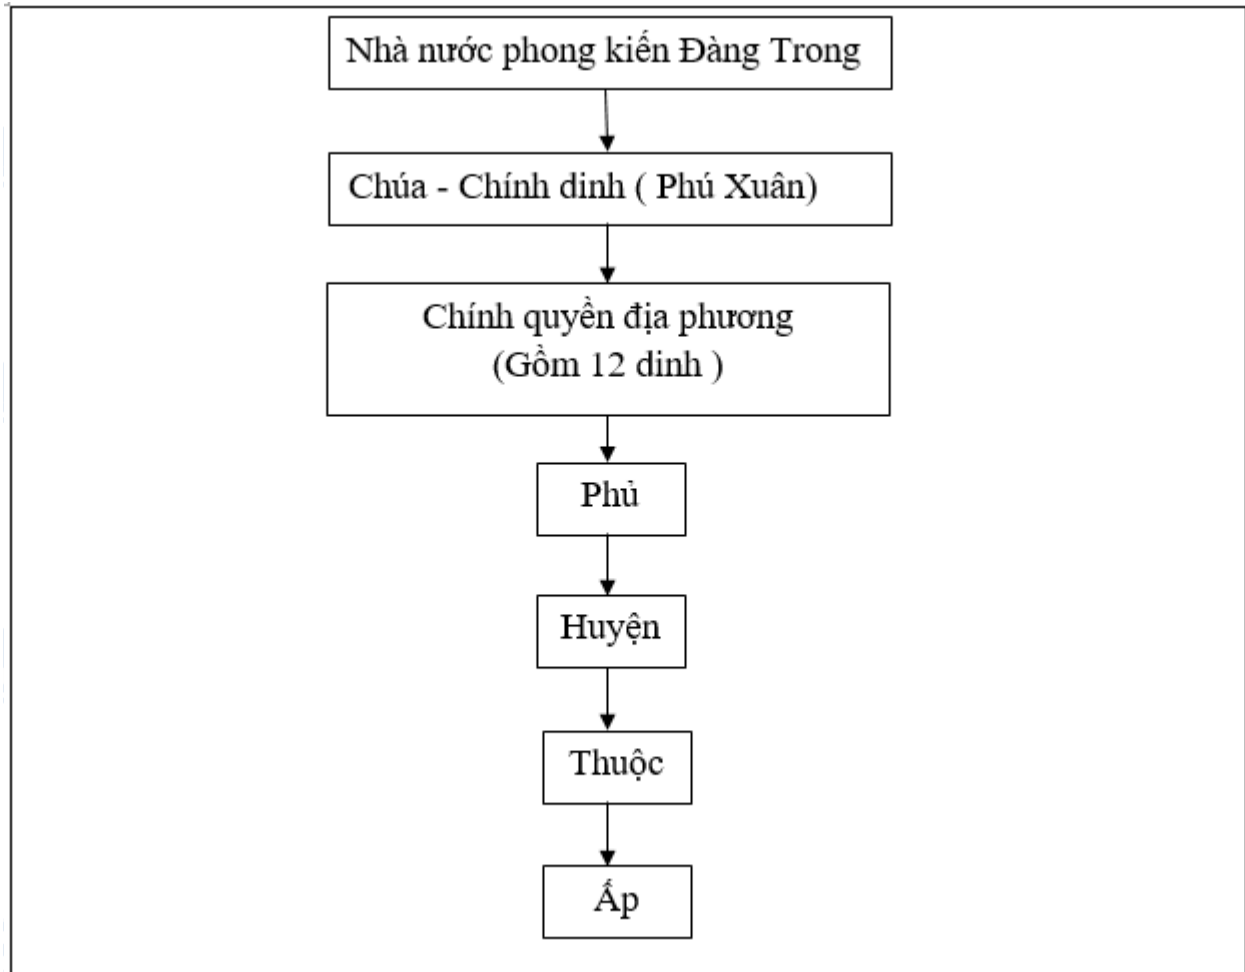 Nhà nước phong kiến Đàng Trong
Chúa - Chính dinh ( Phú Xuân)
Chính quyền địa phương
(Gồm 12 dinh )
Phủ
Huyện
Thuộc
Ấp